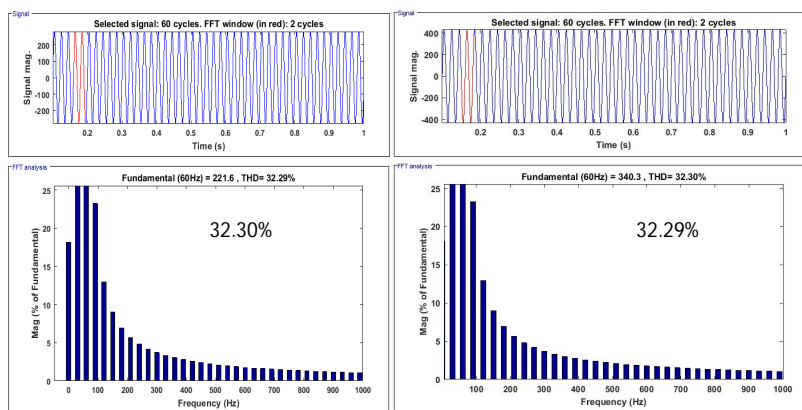 Signal
Selected signal: 60 cycles. FFT window (in red): 2 cycles
200
100
0
-100
-200
Signal mag.
0.2 0.3 0.4 0.5 0.6 0.7 0.8 0.9 1
Time (s)
FFT analysis
Fundamental (60Hz) = 221.6 , THD= 32.29%
25
20
15
10
5
0
Mag (% of Fundamental)
32.30%
0 100 200 300 400 500 600 700 800 900 1000
Frequency (Hz)
Signal
Selected signal: 60 cycles. FFT window (in red): 2 cycles
400
200
0
-200
-400
Signal mag.
0.2 0.3 0.4 0.5 0.6 0.7 0.8 0.9 1
Time (s)
FFT analysis
Fundamental (60Hz) = 340.3 , THD= 32.30%
25
20
15
10
5
0
Mag (% of Fundamental)
32.29%
100 200 300 400 500 600 700 800 900 1000
Frequency (Hz)